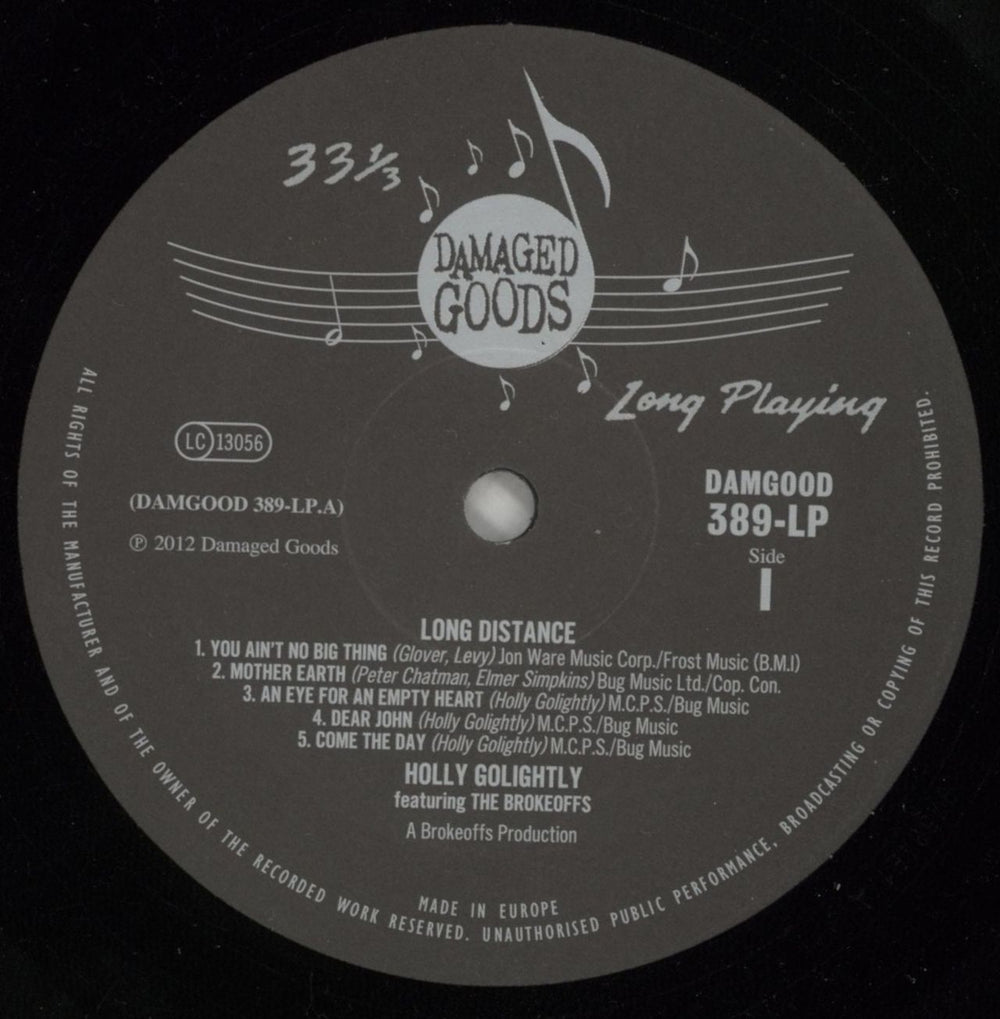 33⅓
DAMAGED
GOODS
Long Playing
LC 13056
(DAMGOOD 389-LP.A)
℗ 2012 Damaged Goods
DAMGOOD
389-LP
Side
1
LONG DISTANCE
1. YOU AIN'T NO BIG THING (Glover, Levy) Jon Ware Music Corp./Frost Music (B.M.I)
2. MOTHER EARTH (Peter Chatman, Elmer Simpkins) Bug Music Ltd./Cop. Con.
3. AN EYE FOR AN EMPTY HEART (Holly Golightly) M.C.P.S./Bug Music
4. DEAR JOHN (Holly Golightly) M.C.P.S./Bug Music
5. COME THE DAY (Holly Golightly) M.C.P.S./Bug Music
HOLLY GOLIGHTLY
featuring THE BROKEOFFS
A Brokeoffs Production
MADE IN EUROPE
ALL RIGHTS OF THE MANUFACTURER AND OF THE OWNER OF THE RECORDED WORK RESERVED. UNAUTHORISED PUBLIC PERFORMANCE, BROADCASTING OR COPYING OF THIS RECORD PROHIBITED.